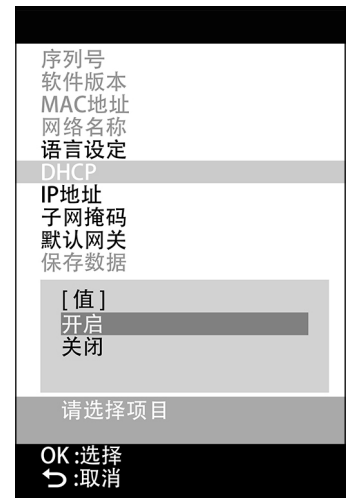 序列号
软件版本
MAC地址
网络名称
语言设定
DHCP
IP地址
子网掩码
默认网关
保存数据
[ 值 ]
开启
关闭
请选择项目
OK :选择
:取消